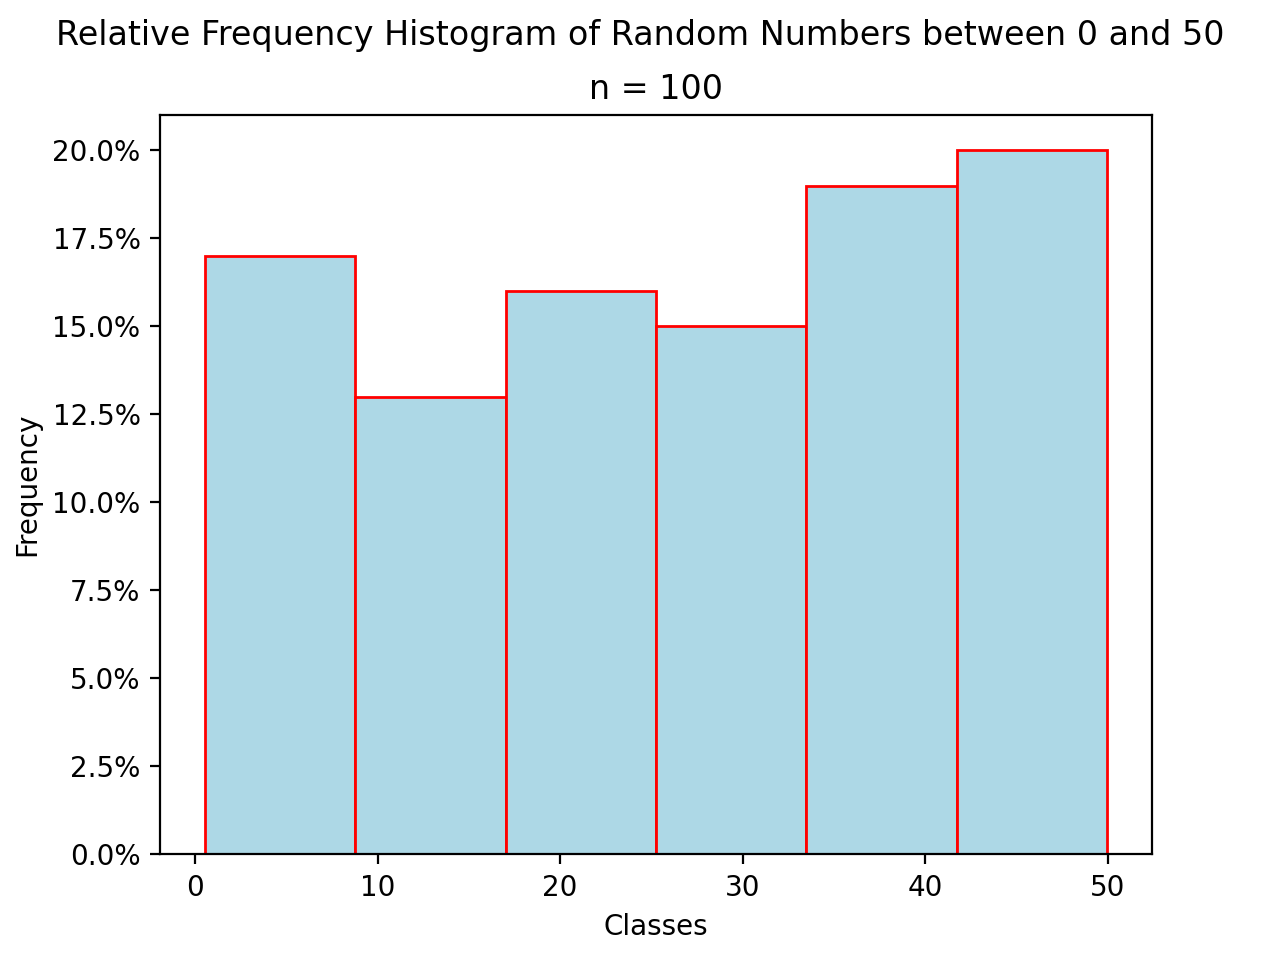 Relative Frequency Histogram of Random Numbers between 0 and 50
n = 100
20.0%
17.5%
15.0%
12.5%
10.0%
7.5%
5.0%
2.5%
0.0%
Frequency
0 10 20 30 40 50
Classes